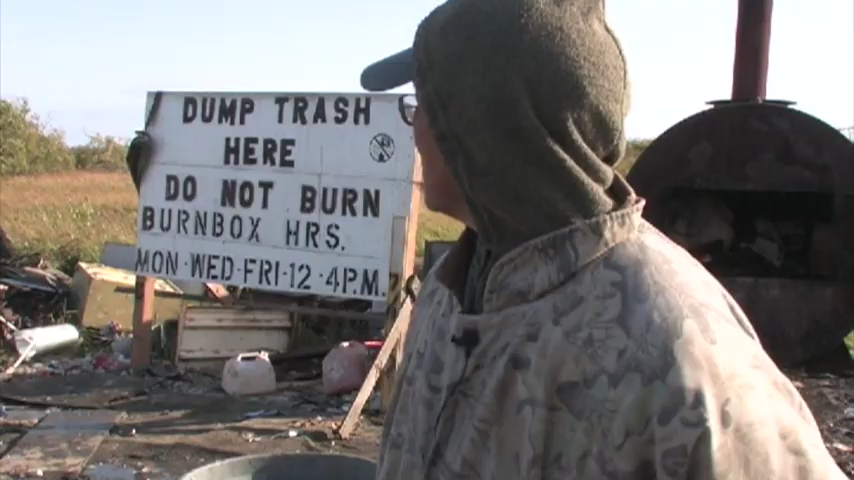 DUMP TRASH
HERE
DO NOT BURN
BURNBOX HRS.
MON·WED·FRI·12·4P.M.